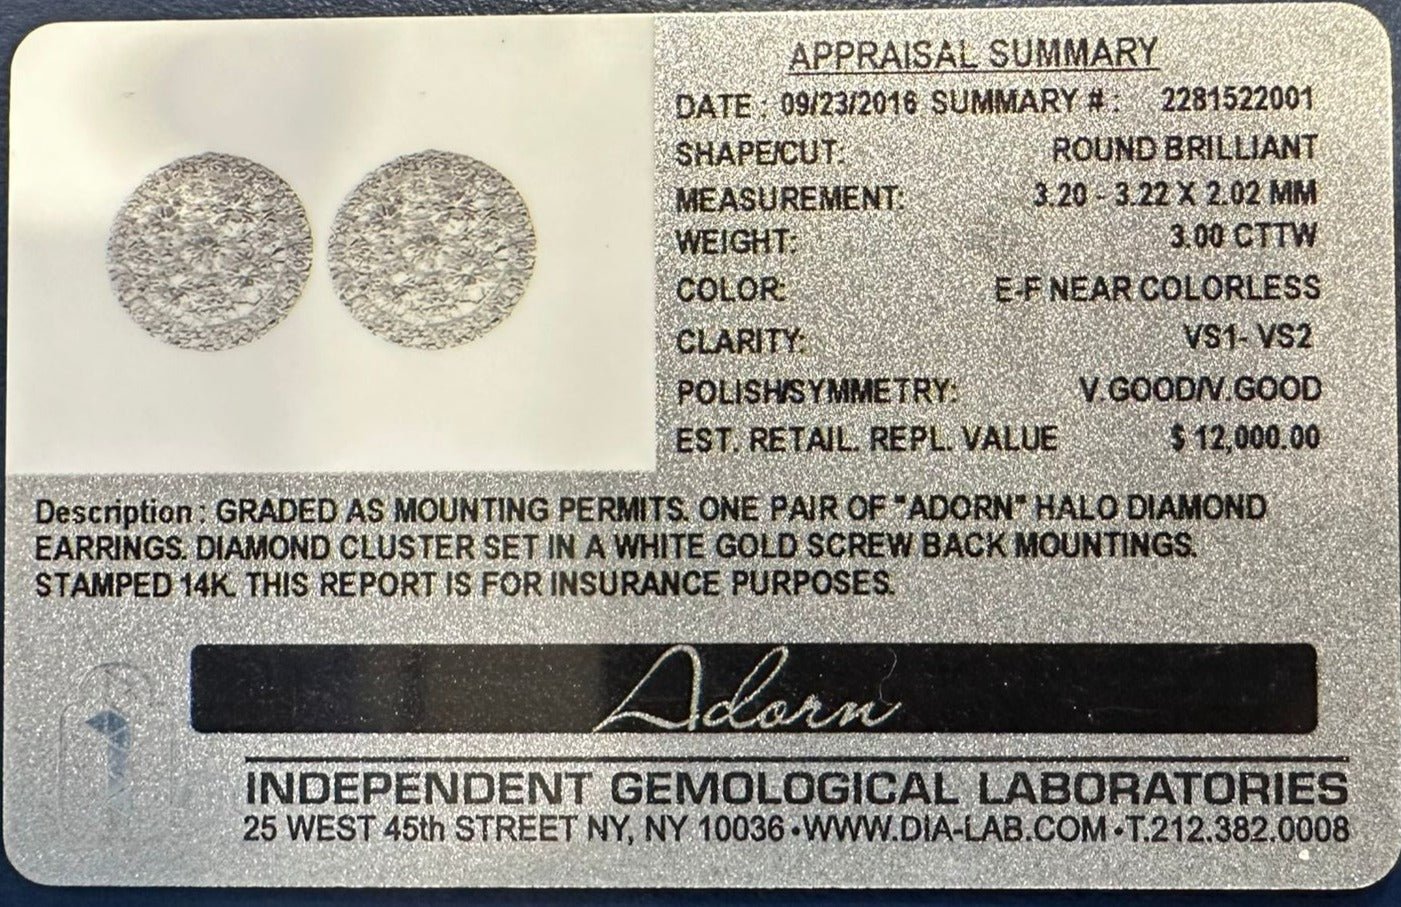 APPRAISAL SUMMARY
DATE: 09/23/2016 SUMMARY #: 2281522001
SHAPE/CUT: ROUND BRILLIANT
MEASUREMENT: 3.20 - 3.22 X 2.02 MM
WEIGHT: 3.00 CTTW
COLOR: E-F NEAR COLORLESS
CLARITY: VS1- VS2
POLISH/SYMMETRY: V.GOOD/V.GOOD
EST. RETAIL. REPL. VALUE $ 12,000.00
Description: GRADED AS MOUNTING PERMITS. ONE PAIR OF "ADORN" HALO DIAMOND
EARRINGS. DIAMOND CLUSTER SET IN A WHITE GOLD SCREW BACK MOUNTINGS.
STAMPED 14K. THIS REPORT IS FOR INSURANCE PURPOSES.
Adorn
INDEPENDENT GEMOLOGICAL LABORATORIES
25 WEST 45th STREET NY, NY 10036 • WWW.DIA-LAB.COM • T.212.382.0008